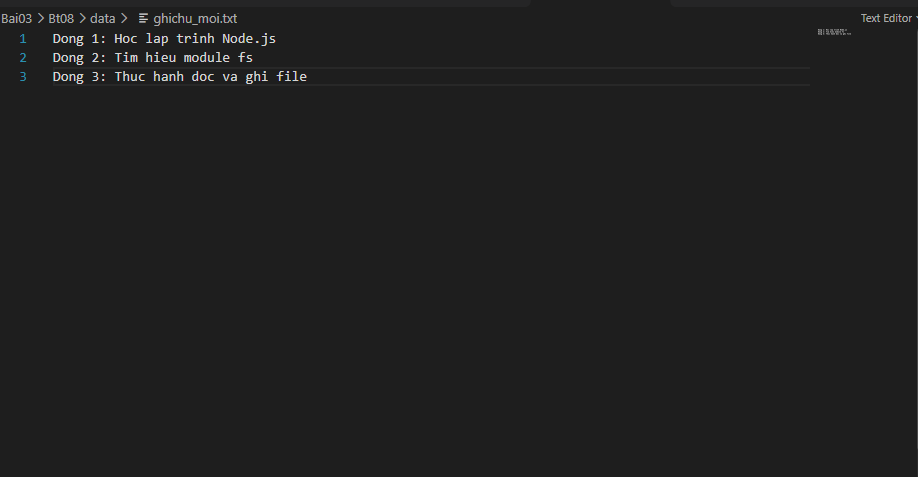 Bai03 > Bt08 > data > ghichu_moi.txt
Text Editor
1 Dong 1: Hoc lap trinh Node.js
2 Dong 2: Tim hieu module fs
3 Dong 3: Thuc hanh doc va ghi file